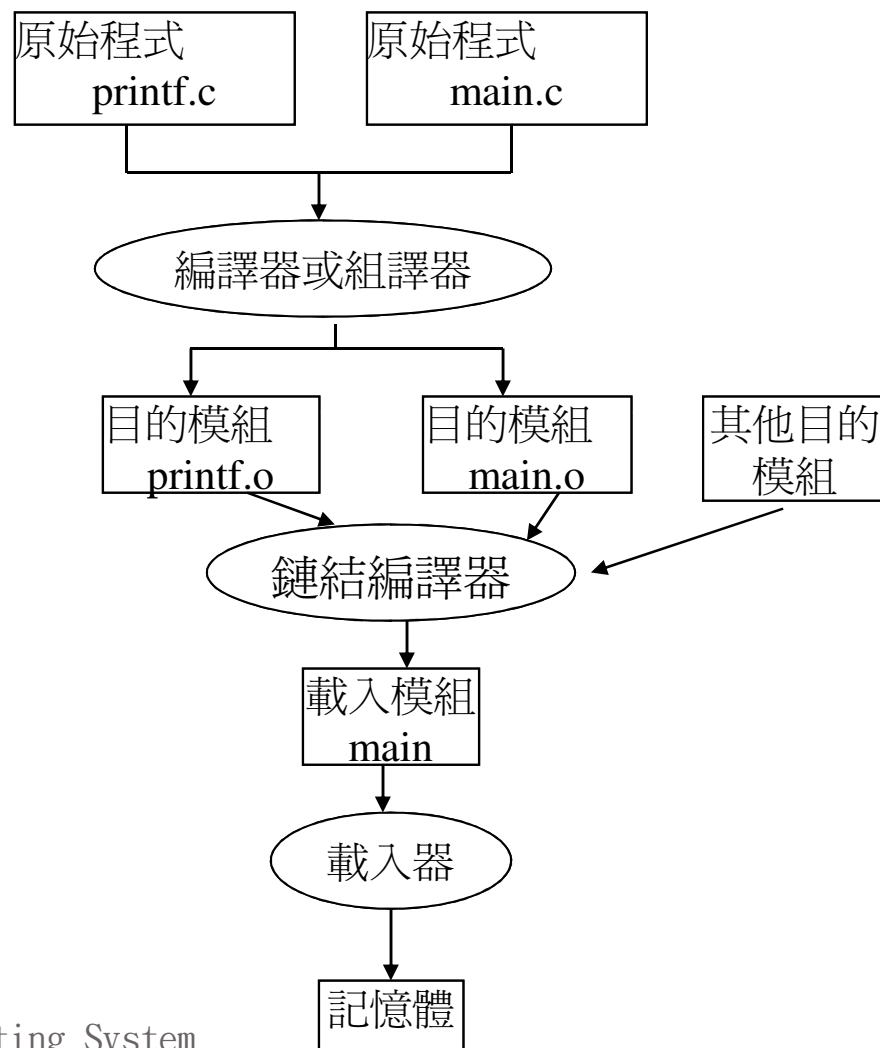 原始程式
printf.c
原始程式
main.c
編譯器或組譯器
目的模組
printf.o
目的模組
main.o
其他目的
模組
鏈結編譯器
載入模組
main
載入器
記憶體
ting System